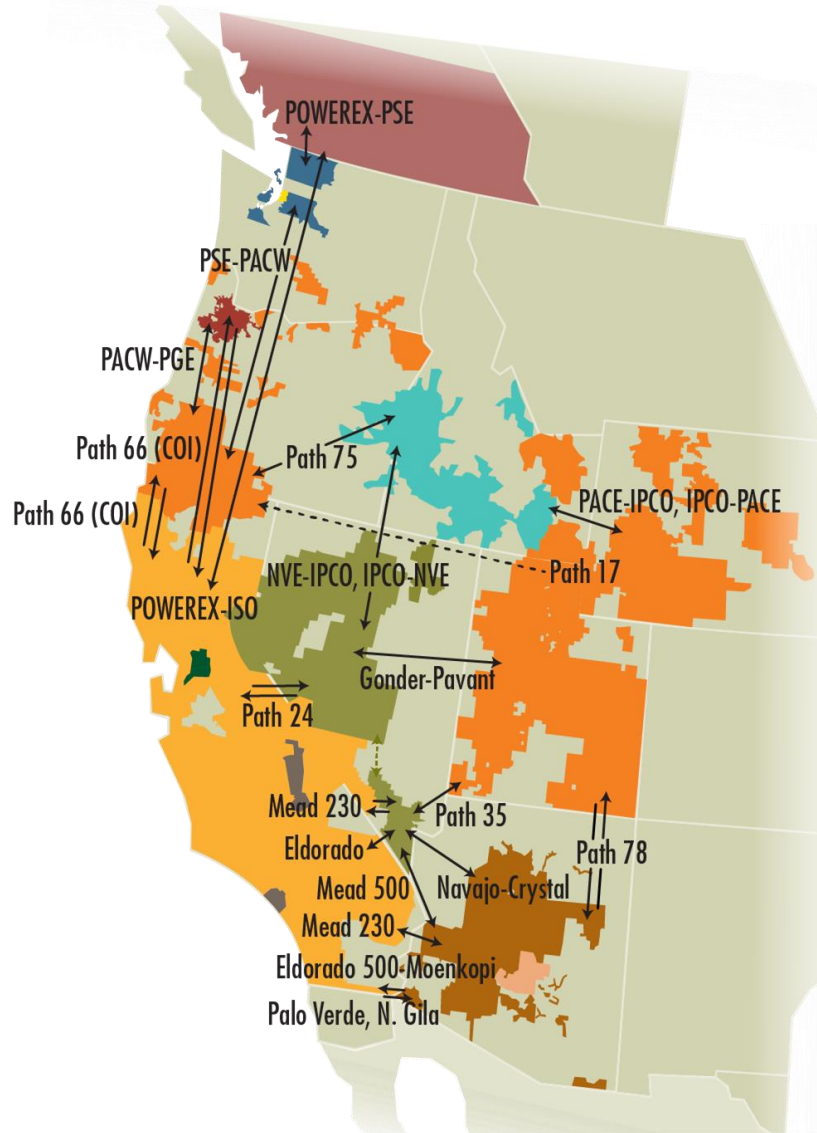 POWEREX-PSE
PSE-PACW
PACW-PGE
Path 66 (COI)
Path 75
Path 66 (COI)
PACE-IPCO, IPCO-PACE
NVE-IPCO, IPCO-NVE
Path 17
POWEREX-ISO
Gonder-Pavant
Path 24
Mead 230
Path 35
Eldorado
Path 78
Mead 500
Navajo-Crystal
Mead 230
Eldorado 500-Moenkopi
Palo Verde, N. Gila